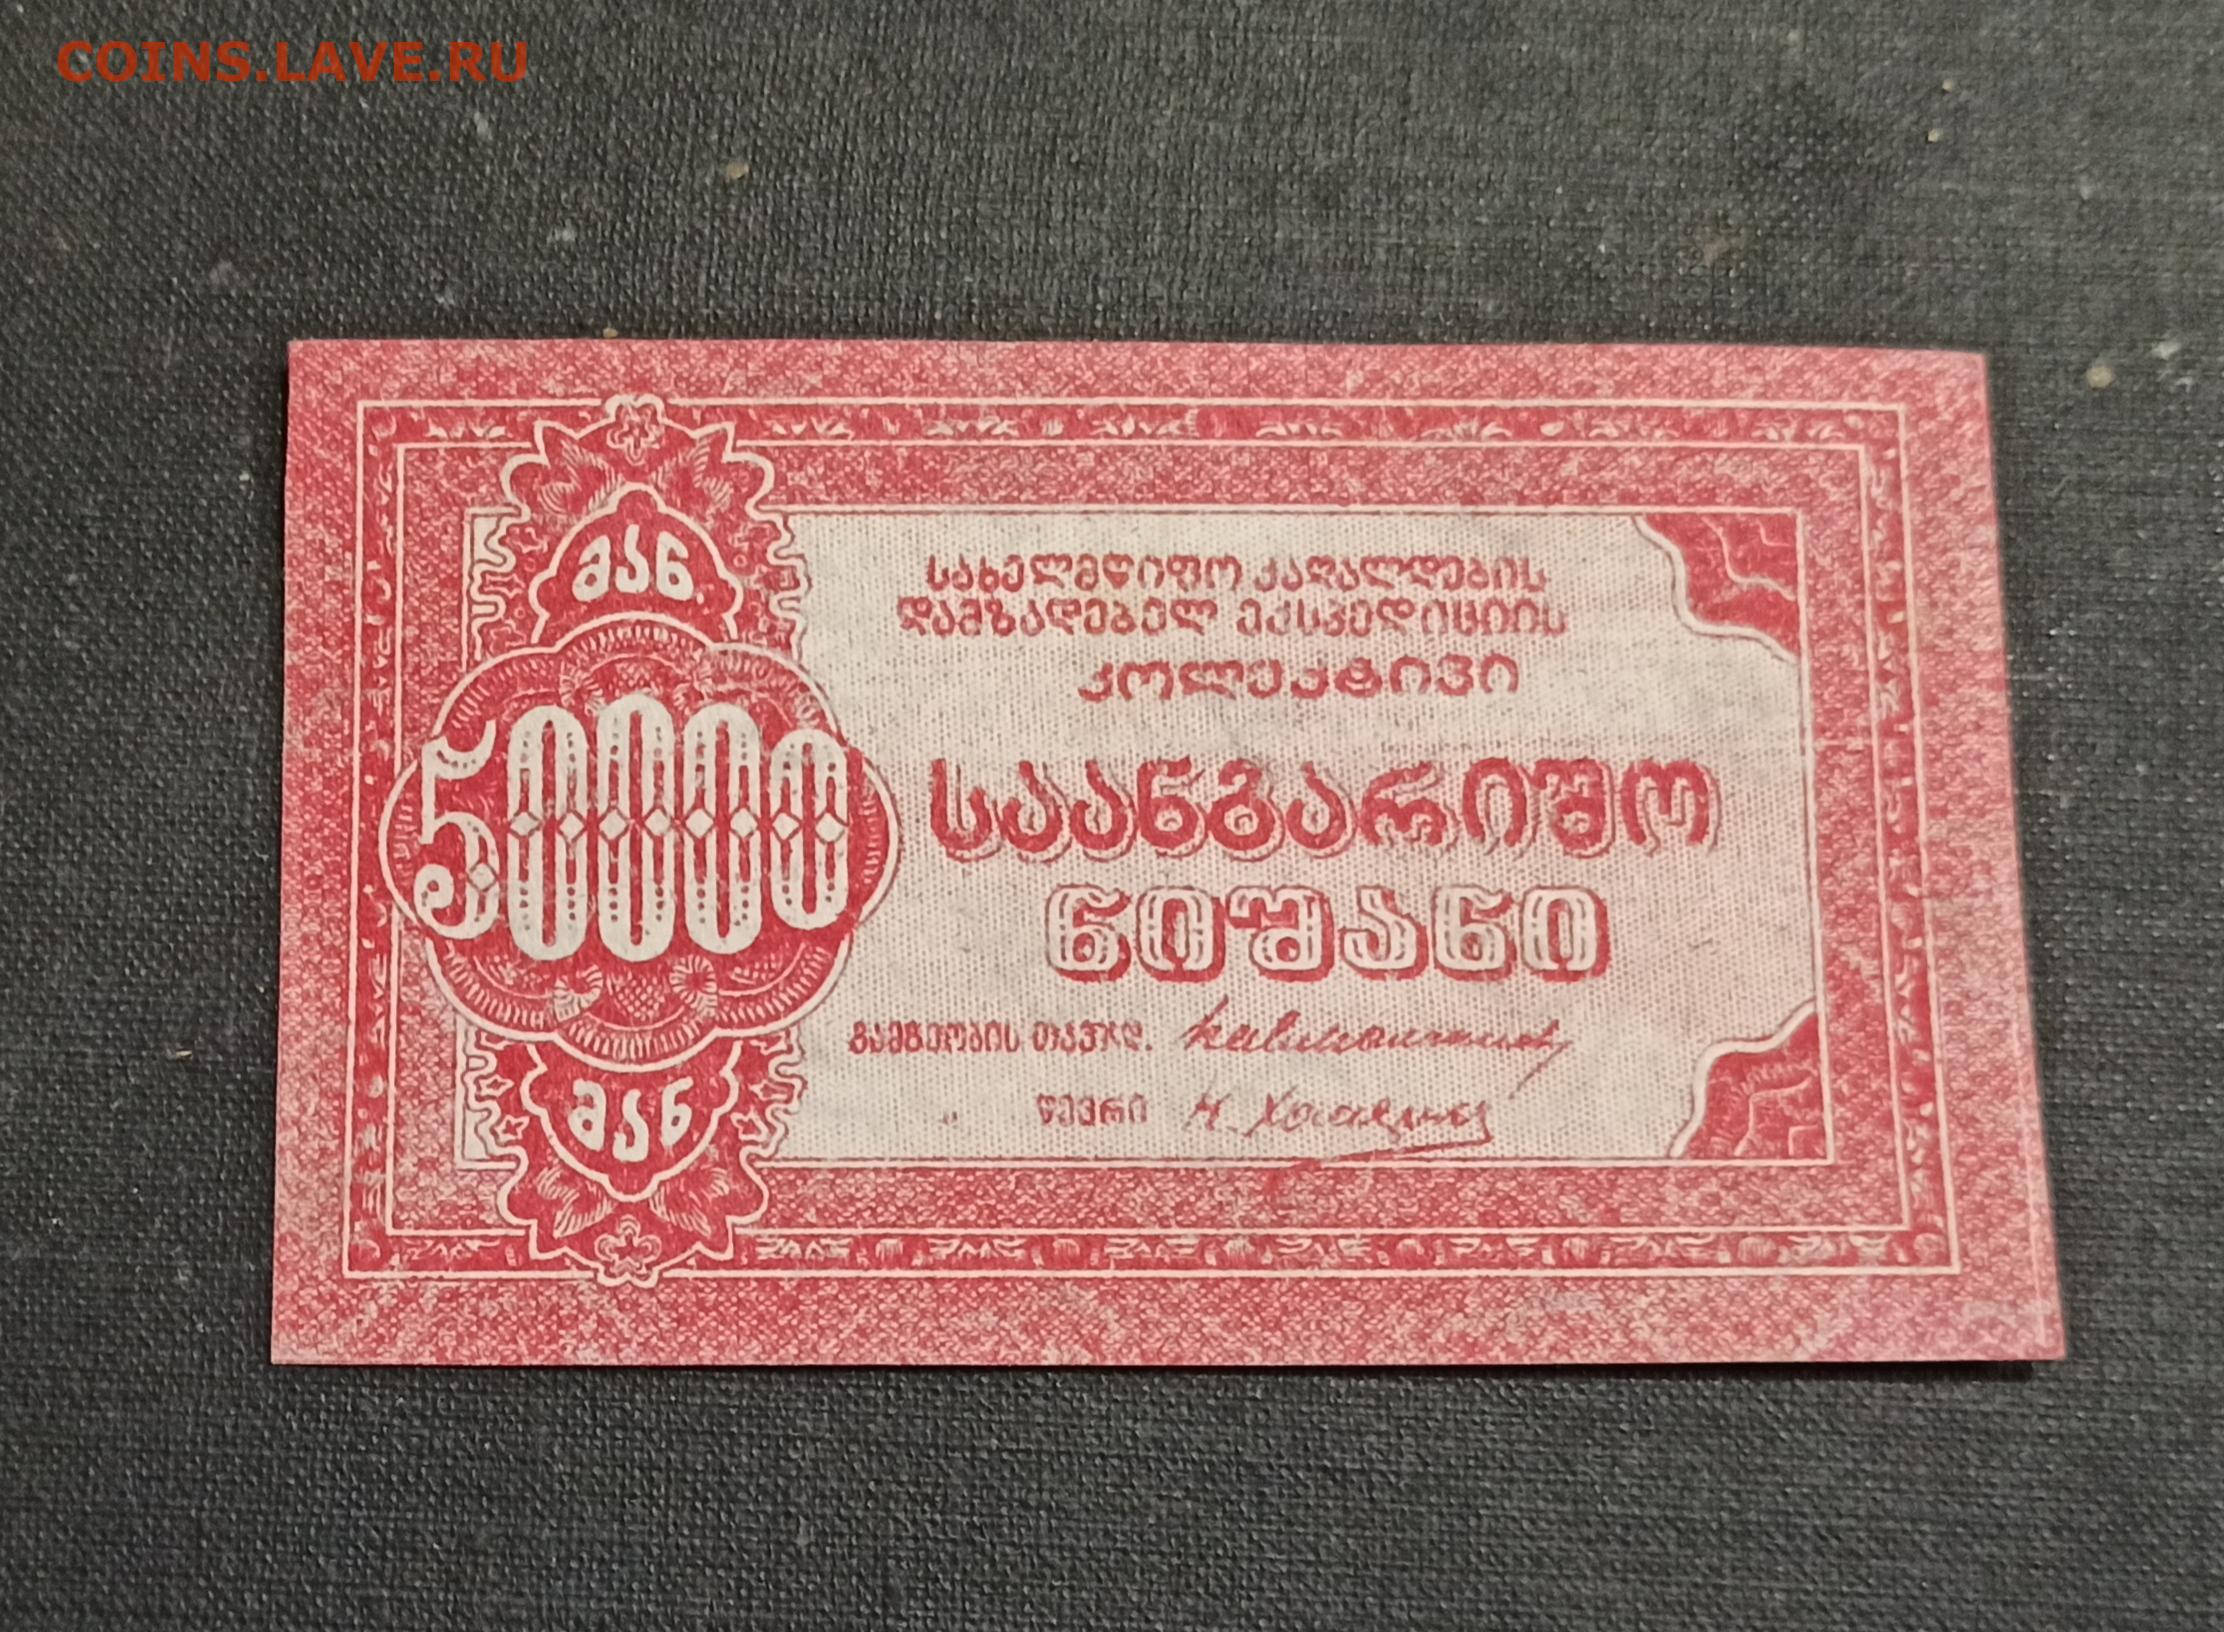 COINS.LAVE.RU
მან.
50000
მან
სახელმწიფო ქაღალდების
დამზადებელ ექსპედიციის
კოლექტივი
საანგარიშო
ნიშანი
გამგეობის თავჯდ.
„ წევრი